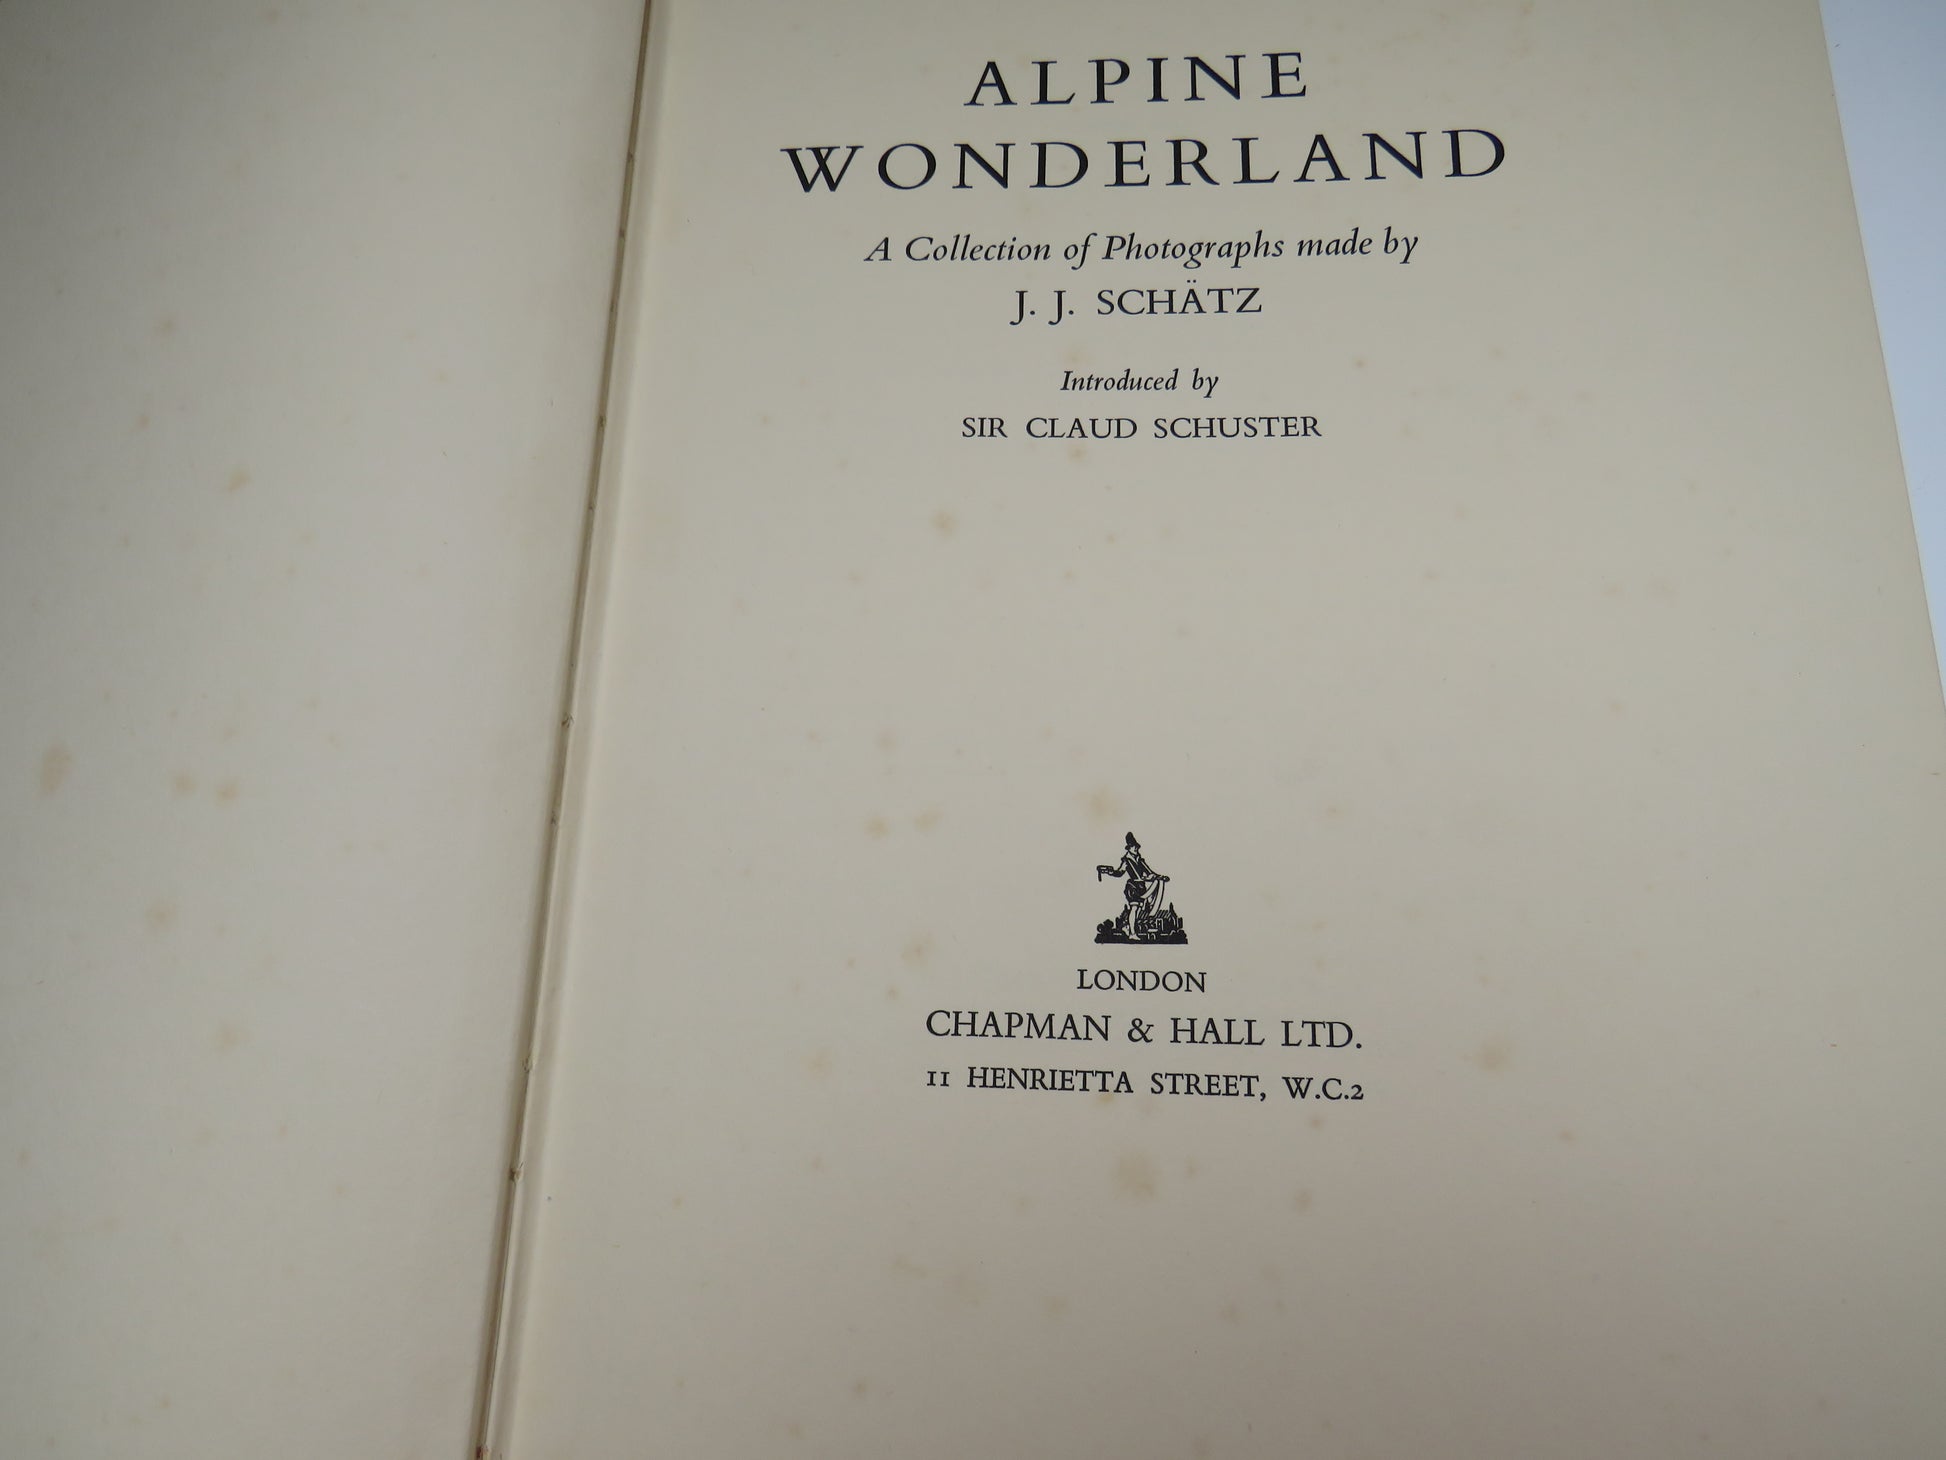 ALPINE
WONDERLAND
A Collection of Photographs made by
J. J. SCHÄTZ
Introduced by
SIR CLAUD SCHUSTER
LONDON
CHAPMAN & HALL LTD.
11 HENRIETTA STREET, W.C.2